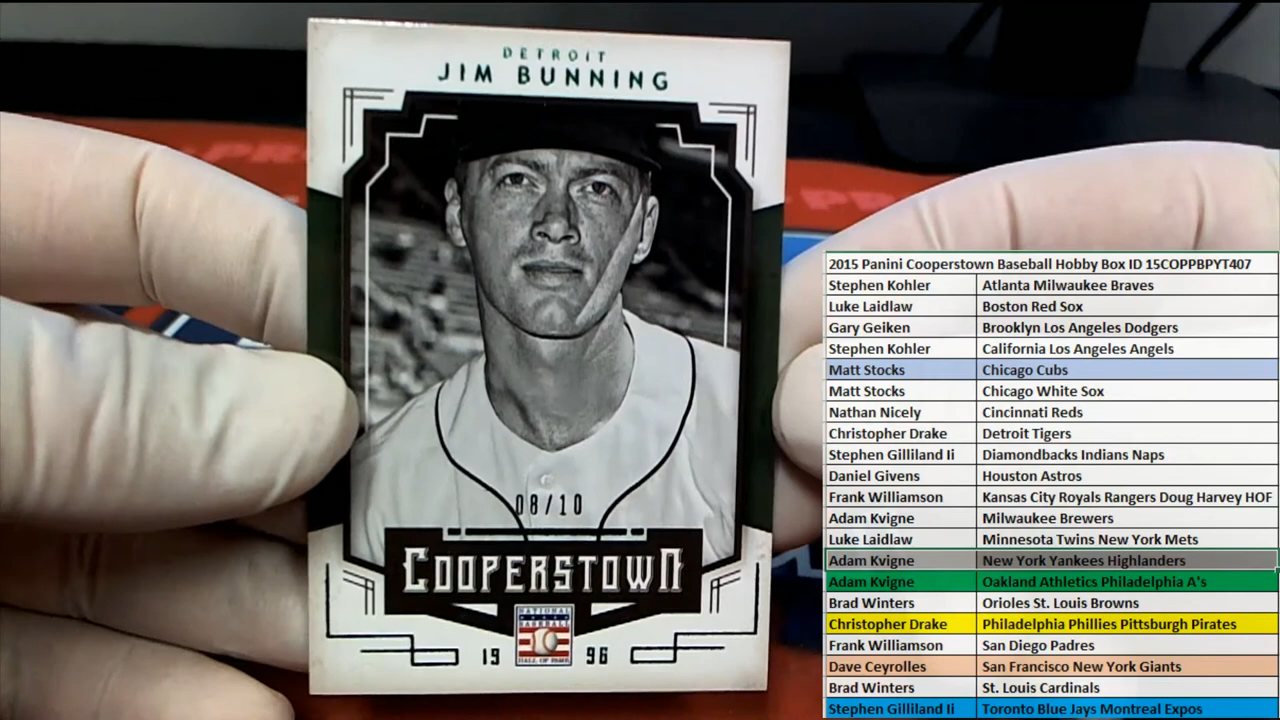 DETROIT
JIM BUNNING
08/10
COOPERSTOWN
NATIONAL
BASEBALL
HALL OF FAME
19 96
2015 Panini Cooperstown Baseball Hobby Box ID 15COPPBPYT407
Stephen Kohler Atlanta Milwaukee Braves
Luke Laidlaw Boston Red Sox
Gary Geiken Brooklyn Los Angeles Dodgers
Stephen Kohler California Los Angeles Angels
Matt Stocks Chicago Cubs
Matt Stocks Chicago White Sox
Nathan Nicely Cincinnati Reds
Christopher Drake Detroit Tigers
Stephen Gilliland Ii Diamondbacks Indians Naps
Daniel Givens Houston Astros
Frank Williamson Kansas City Royals Rangers Doug Harvey HOF
Adam Kvigne Milwaukee Brewers
Luke Laidlaw Minnesota Twins New York Mets
Adam Kvigne New York Yankees Highlanders
Adam Kvigne Oakland Athletics Philadelphia A's
Brad Winters Orioles St. Louis Browns
Christopher Drake Philadelphia Phillies Pittsburgh Pirates
Frank Williamson San Diego Padres
Dave Ceyrolles San Francisco New York Giants
Brad Winters St. Louis Cardinals
Stephen Gilliland Ii Toronto Blue Jays Montreal Expos